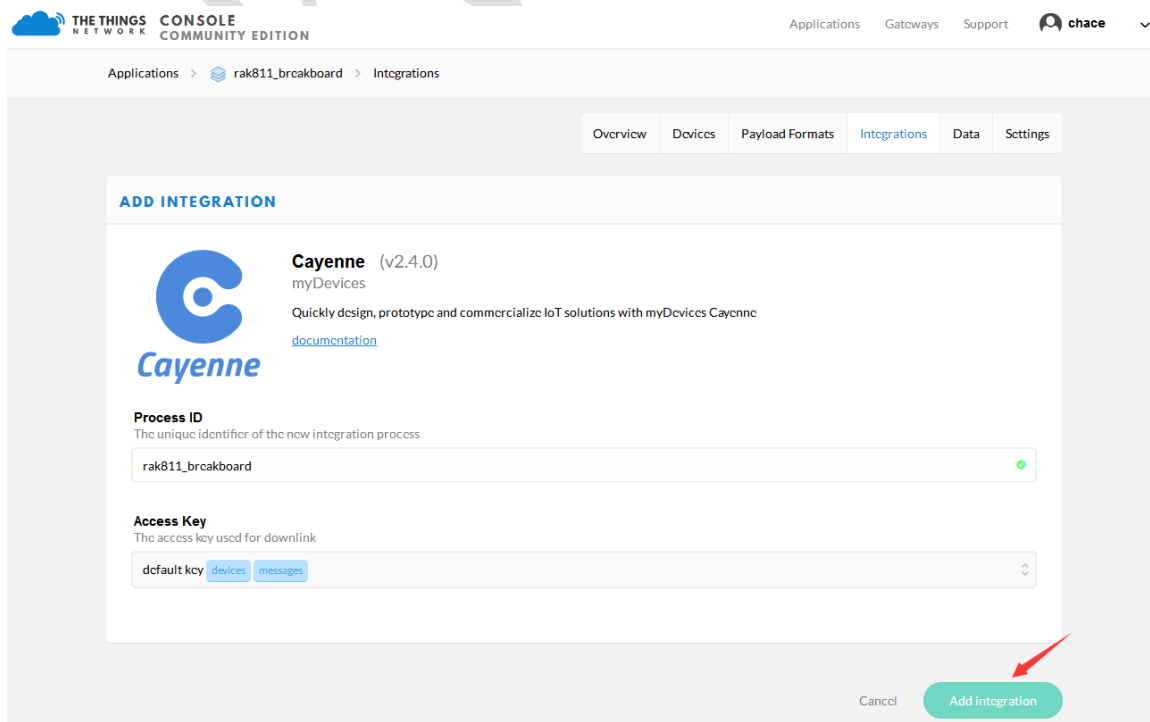 THE THINGS NETWORK CONSOLE COMMUNITY EDITION
Applications Gateways Support chace
Applications > rak811_breakboard > Integrations
Overview Devices Payload Formats Integrations Data Settings
ADD INTEGRATION
Cayenne (v2.4.0)
myDevices
Quickly design, prototype and commercialize IoT solutions with myDevices Cayenne
documentation
Cayenne
Process ID
The unique identifier of the new integration process
rak811_breakboard
Access Key
The access key used for downlink
default key devices messages
Cancel Add integration